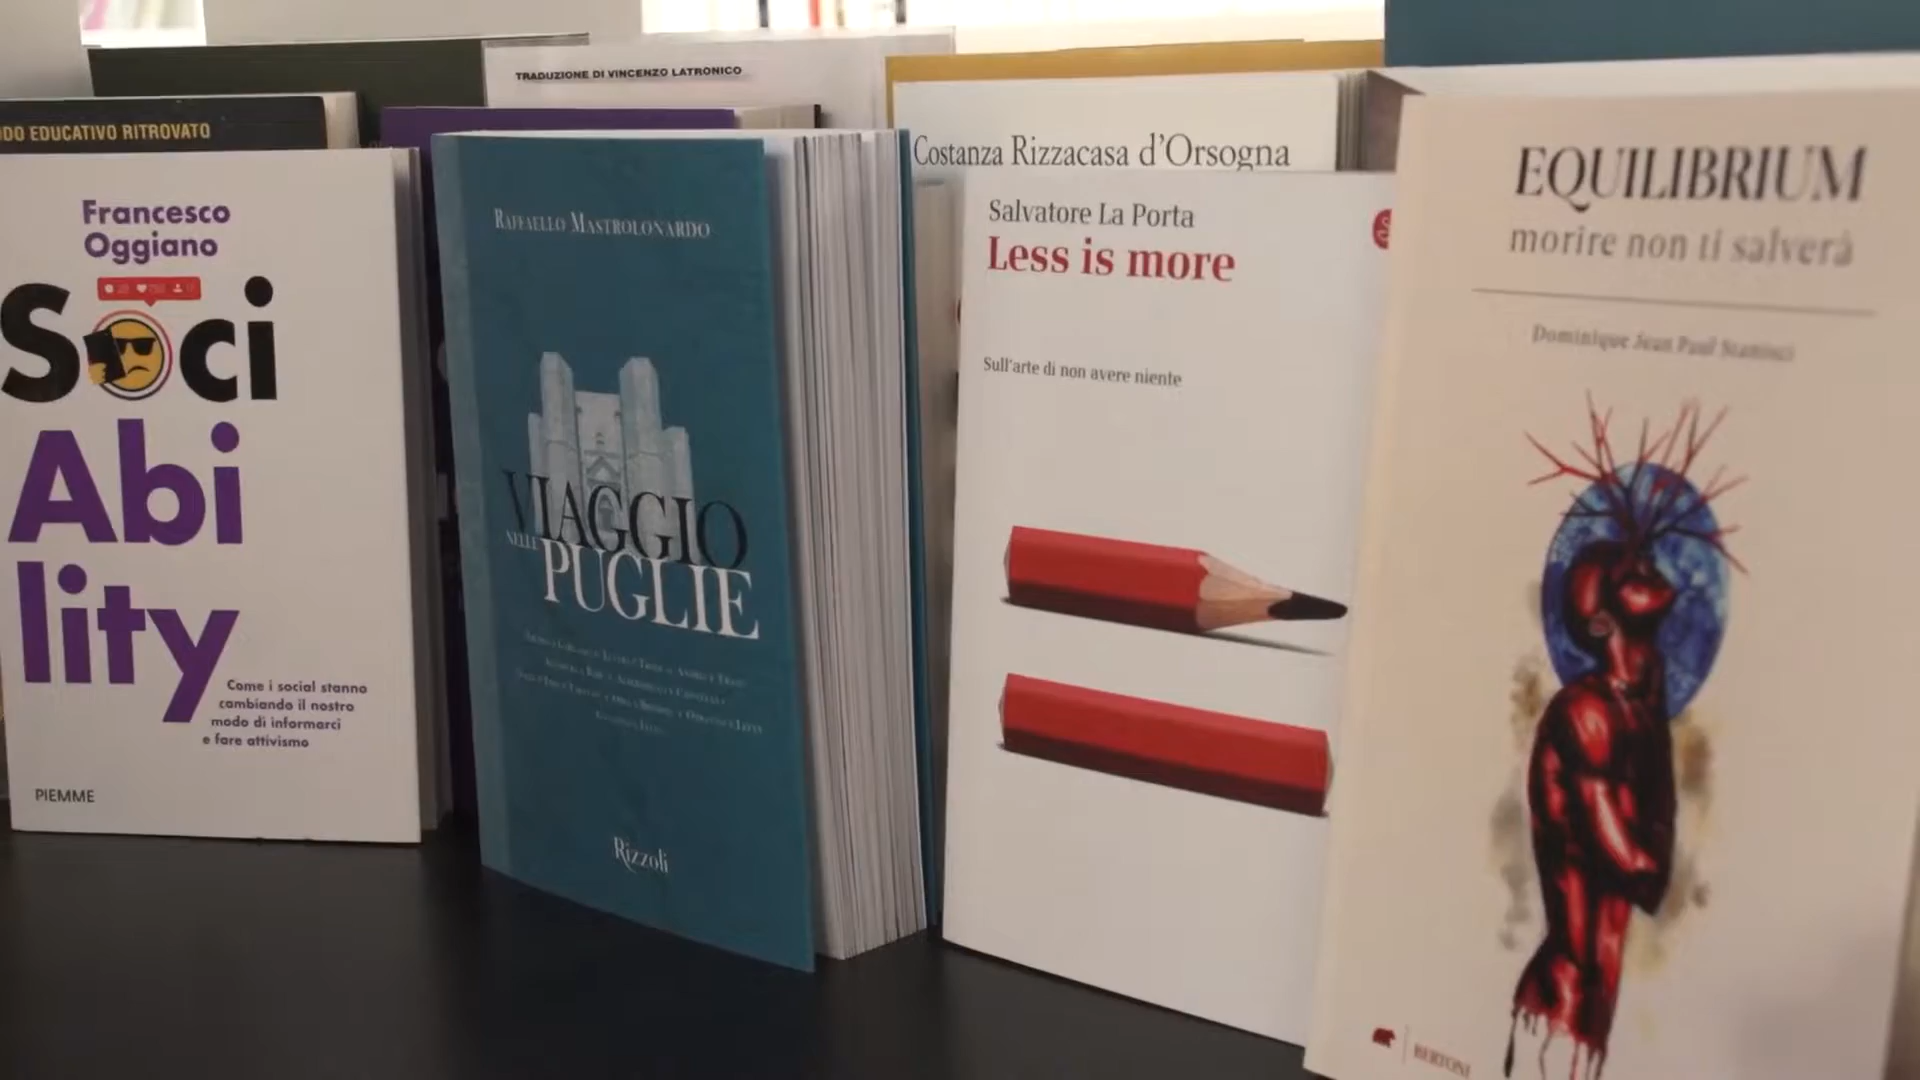 TRADUZIONE DI VINCENZO LATRONICO
DO EDUCATIVO RITROVATO
Francesco
Oggiano
Soci
Abi
lity
Come i social stanno
cambiando il nostro
modo di informarci
e fare attivismo
PIEMME
RAFFAELLO MASTROLONARDO
VIAGGIO
NELLE
PUGLIE
Rizzoli
Costanza Rizzacasa d'Orsogna
Salvatore La Porta
Less is more
Sull'arte di non avere niente
EQUILIBRIUM
morire non ti salverà
Dominique Jean Paul
BERTONI